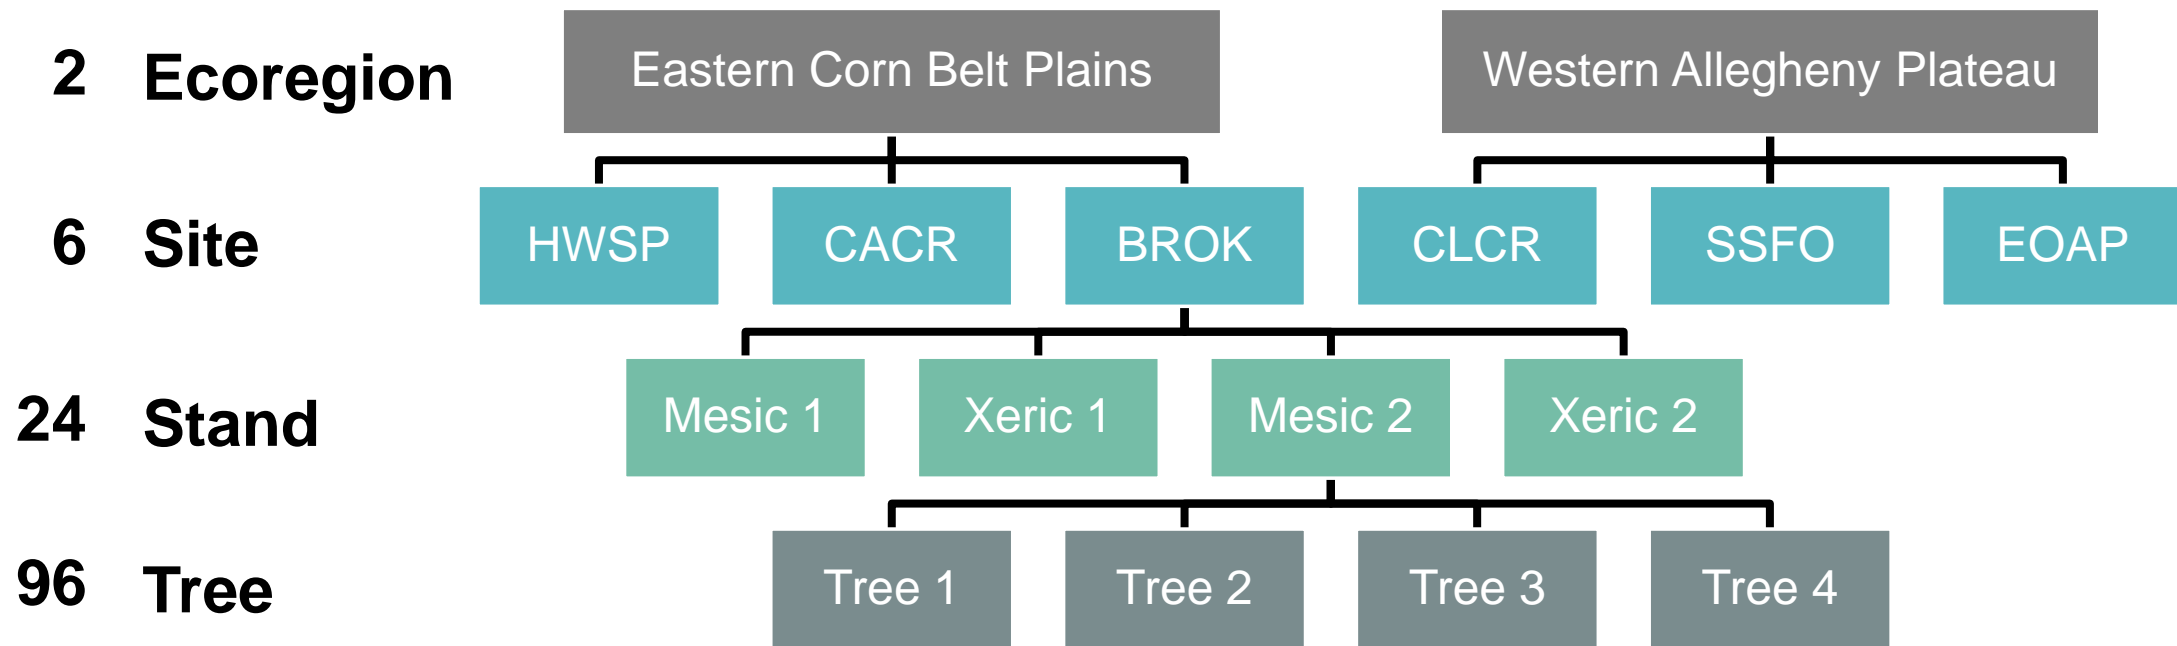 2 Ecoregion Eastern Corn Belt Plains Western Allegheny Plateau
6 Site HWSP CACR BROK CLCR SSFO EOAP
24 Stand Mesic 1 Xeric 1 Mesic 2 Xeric 2
96 Tree Tree 1 Tree 2 Tree 3 Tree 4